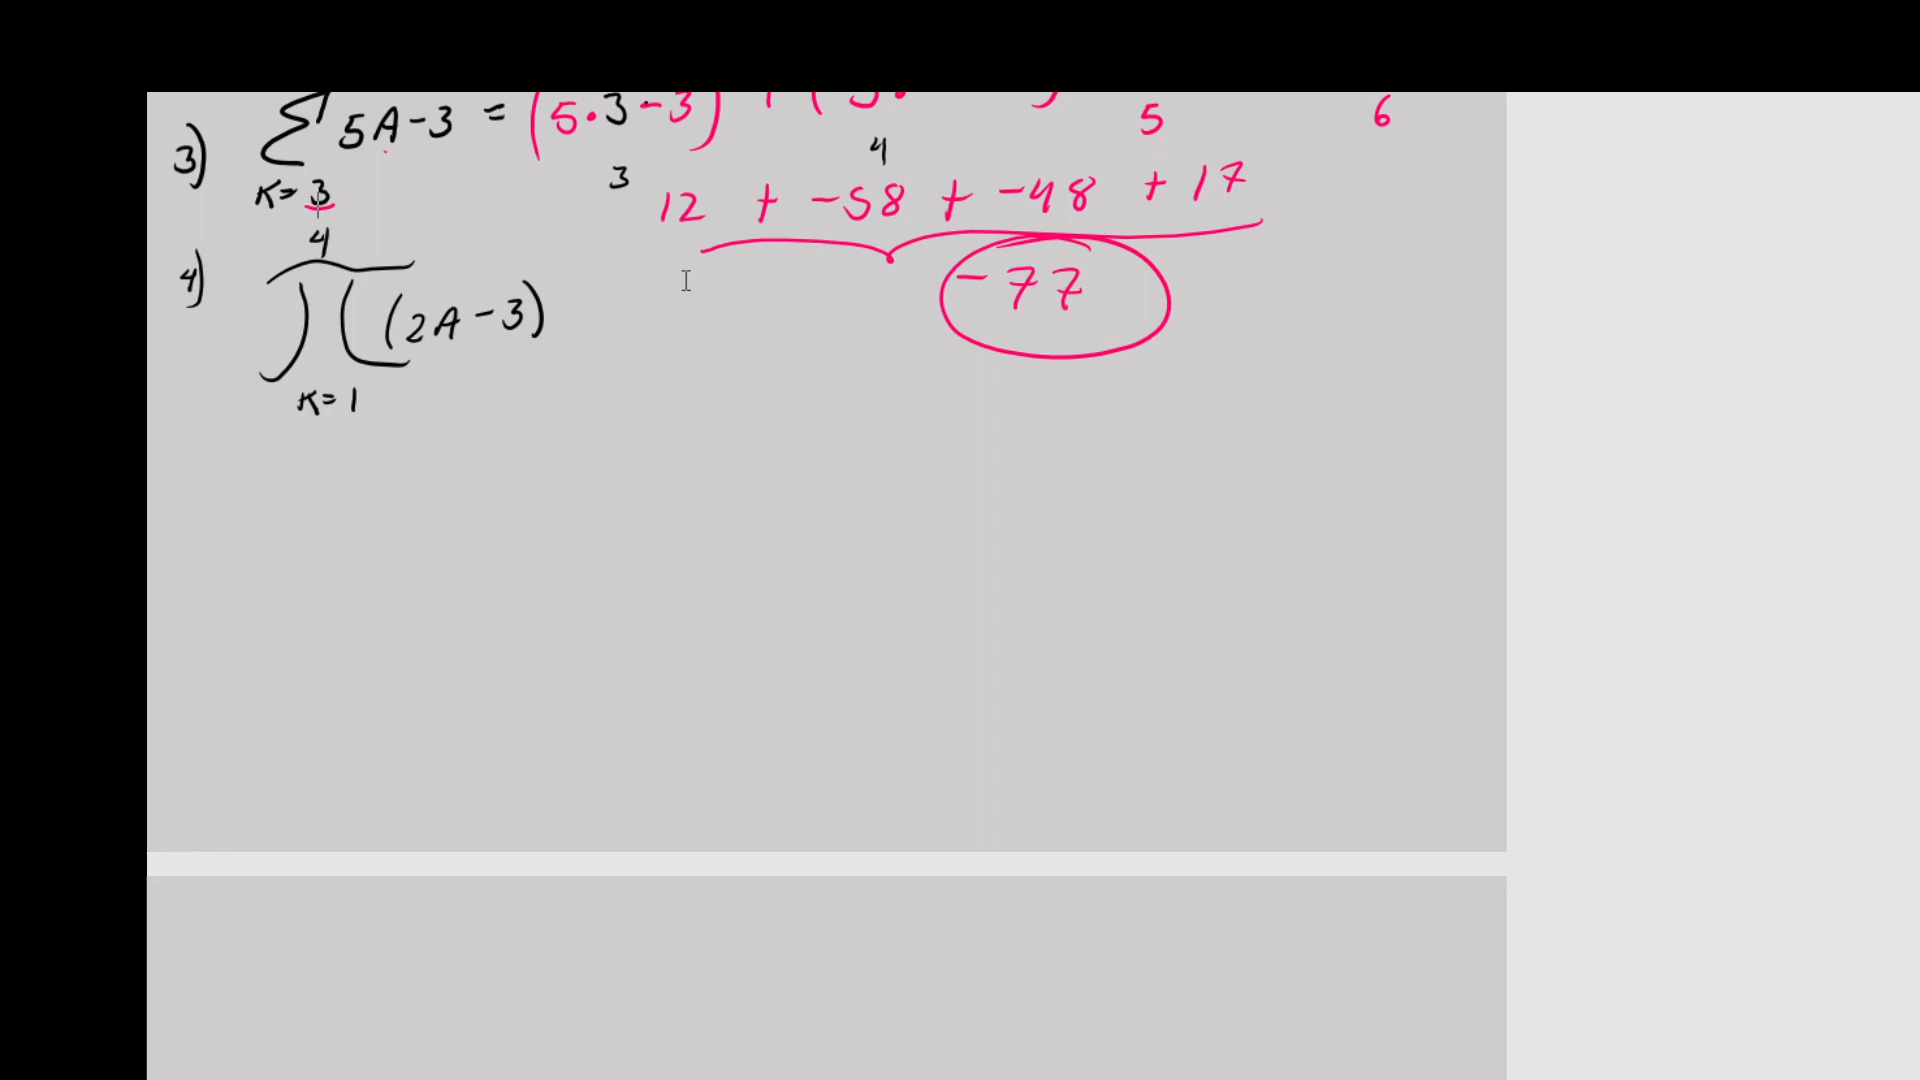 3) Σ 5A-3 = (5·3-3) + (5· ) 5 6
K=3
3 4
12 + -58 + -48 + 17
-77
4
4) ∏ (2A-3)
K=1